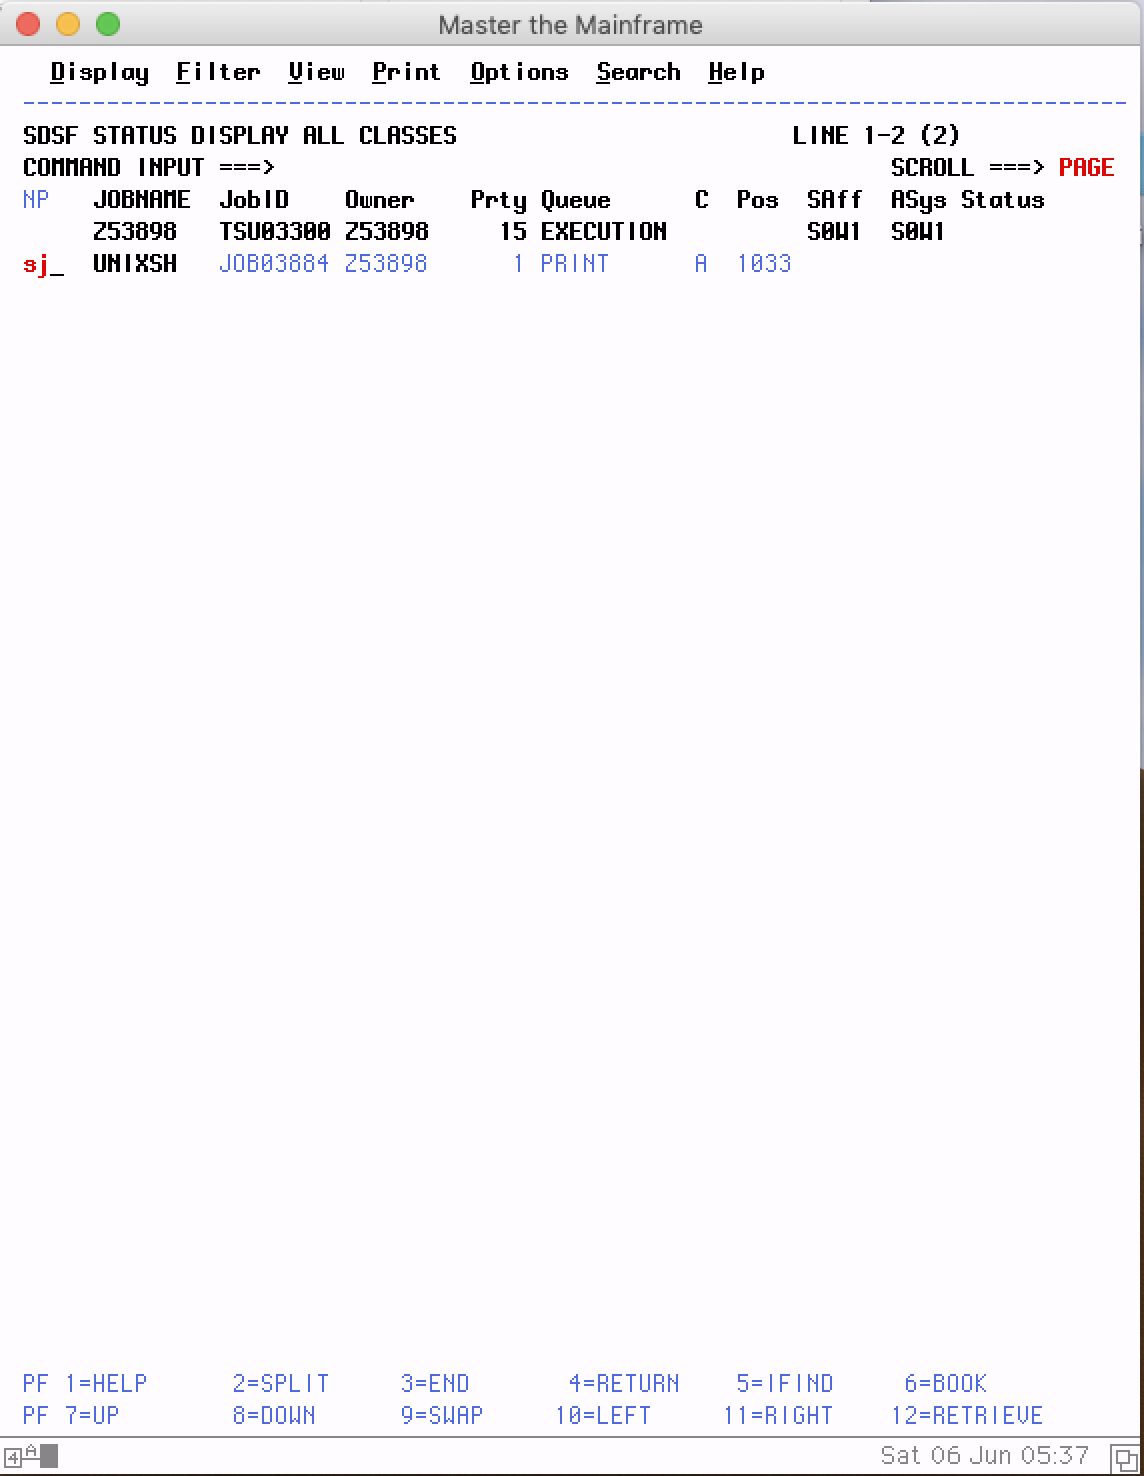 Master the Mainframe
Display Filter View Print Options Search Help
SDSF STATUS DISPLAY ALL CLASSES LINE 1-2 (2)
COMMAND INPUT ===> SCROLL ===> PAGE
NP JOBNAME JobID Owner Prty Queue C Pos SAff ASys Status
Z53898 TSU03300 Z53898 15 EXECUTION S0W1 S0W1
sj_ UNIXSH JOB03884 Z53898 1 PRINT A 1033
PF 1=HELP 2=SPLIT 3=END 4=RETURN 5=IFIND 6=BOOK
PF 7=UP 8=DOWN 9=SWAP 10=LEFT 11=RIGHT 12=RETRIEVE
4 A Sat 06 Jun 05:37